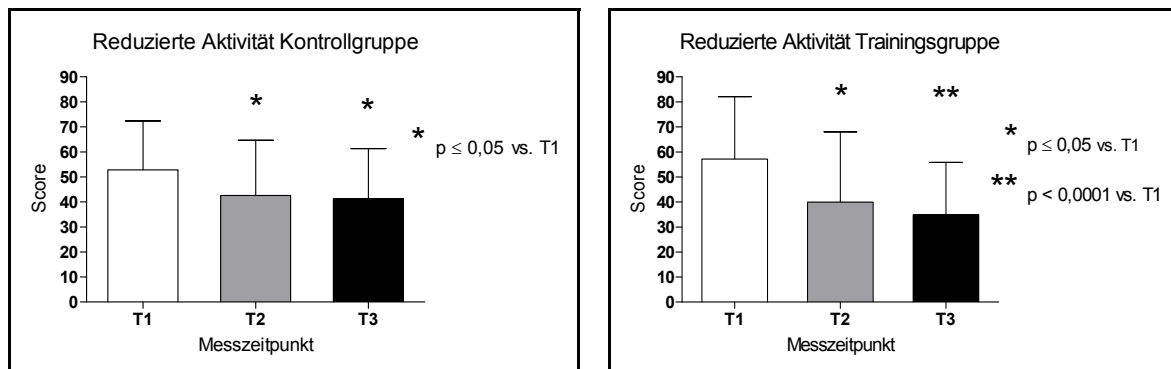 Reduzierte Aktivität Kontrollgruppe
90
80
70
60
50
40
30
20
10
0
Score
*
*
*
p ≤ 0,05 vs. T1
T1
T2
T3
Messzeitpunkt
Reduzierte Aktivität Trainingsgruppe
90
80
70
60
50
40
30
20
10
0
Score
*
**
*
p ≤ 0,05 vs. T1
**
p < 0,0001 vs. T1
T1
T2
T3
Messzeitpunkt